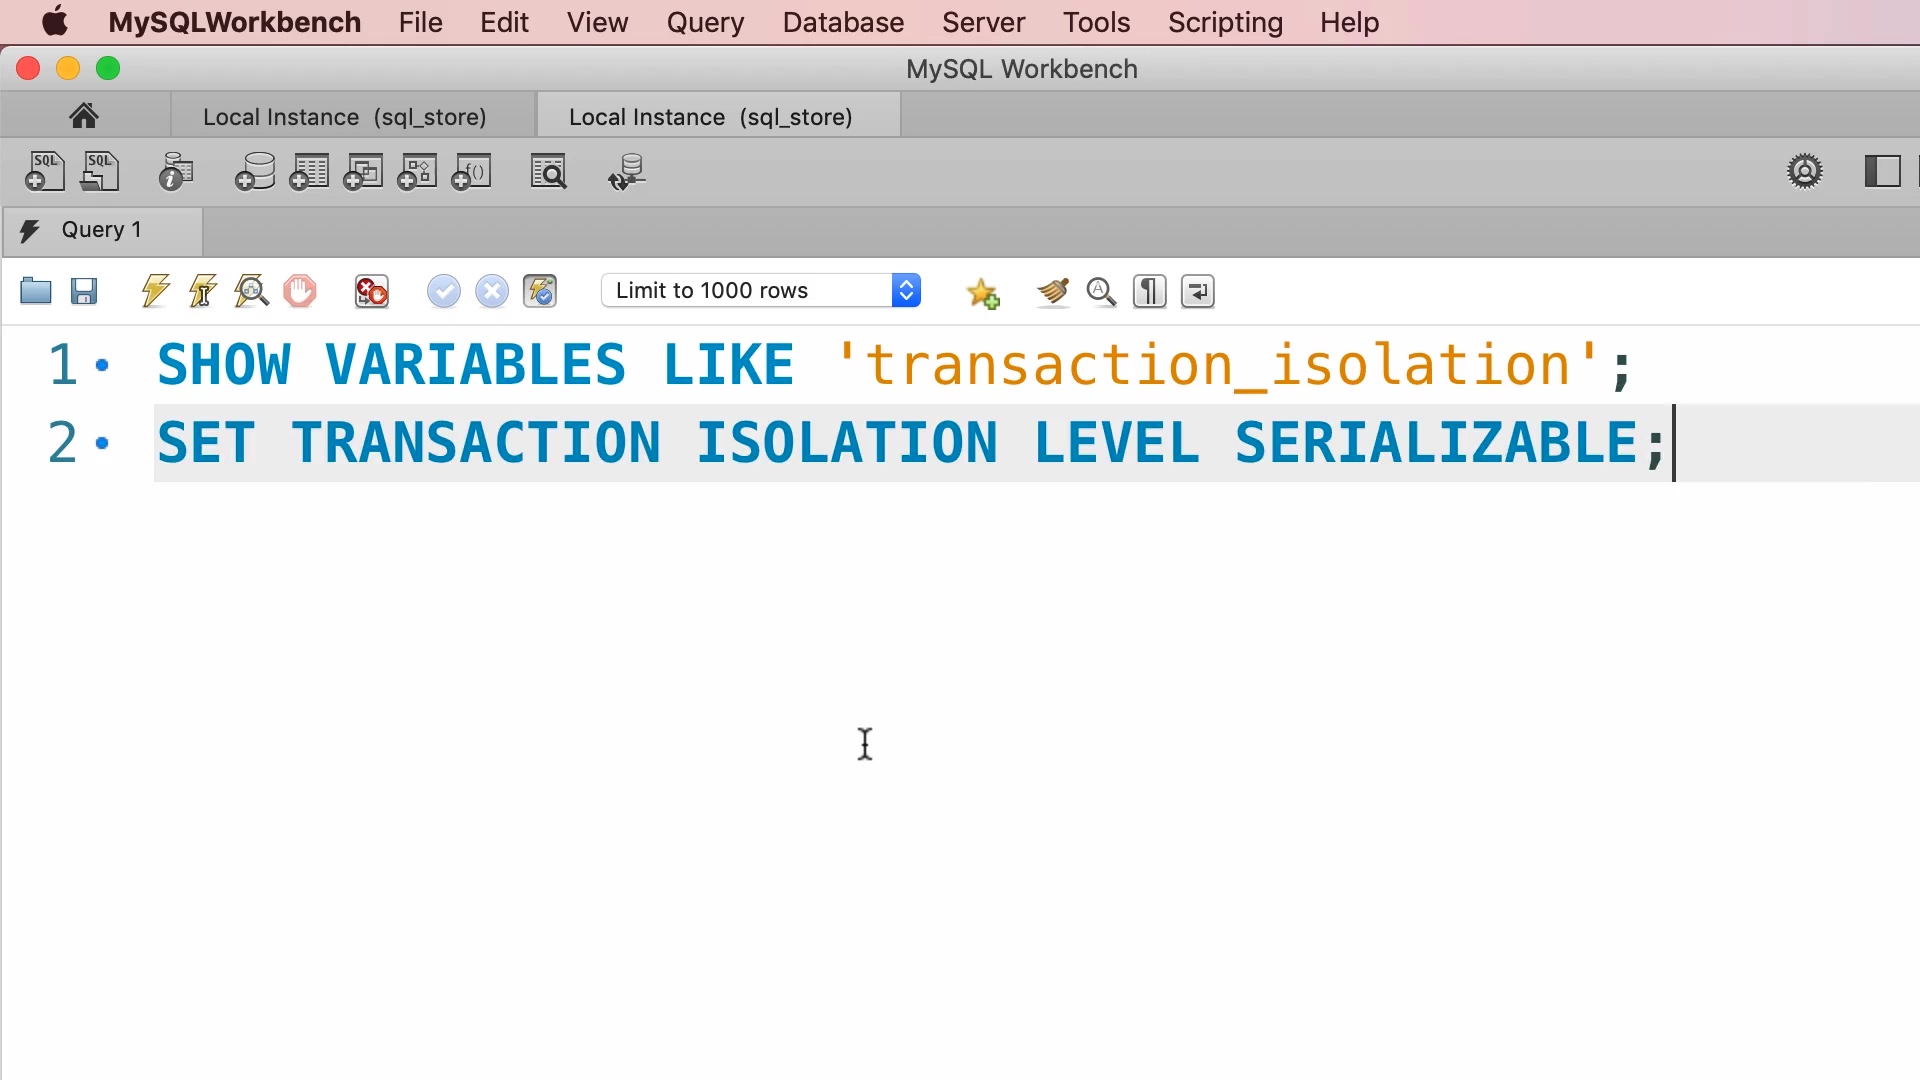 MySQLWorkbench File Edit View Query Database Server Tools Scripting Help
MySQL Workbench
Local Instance (sql_store) Local Instance (sql_store)
SQL SQL
Query 1
Limit to 1000 rows
1 SHOW VARIABLES LIKE 'transaction_isolation';
2 SET TRANSACTION ISOLATION LEVEL SERIALIZABLE;